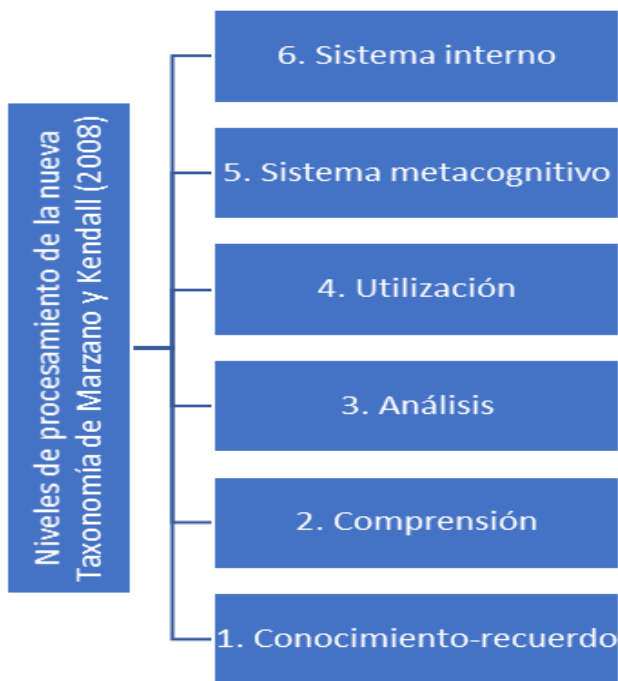 Niveles de procesamiento de la nueva
Taxonomía de Marzano y Kendall (2008)
6. Sistema interno
5. Sistema metacognitivo
4. Utilización
3. Análisis
2. Comprensión
1. Conocimiento-recuerdo